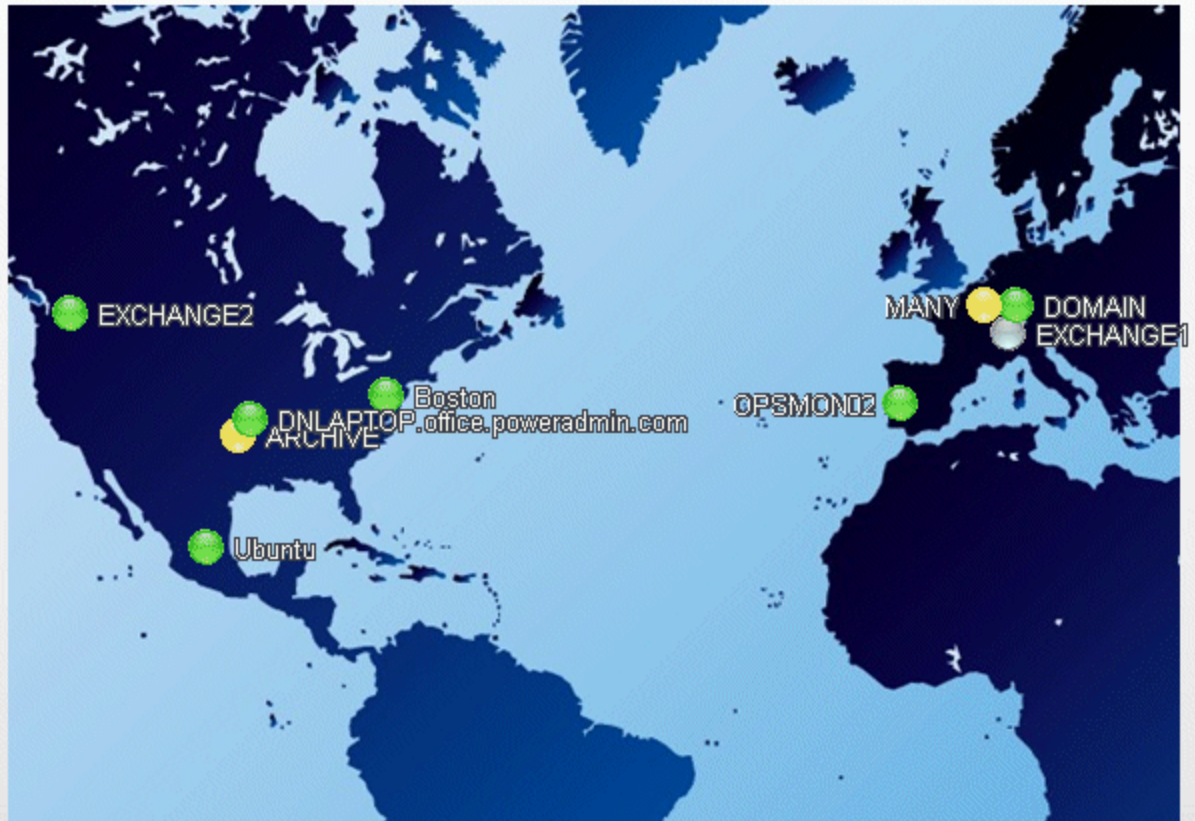 MANY
DOMAIN
EXCHANGE2
EXCHANGE1
Boston
OPSMON02
DNLAPTOP.office.poweradmin.com
ARCHIVE
Ubuntu